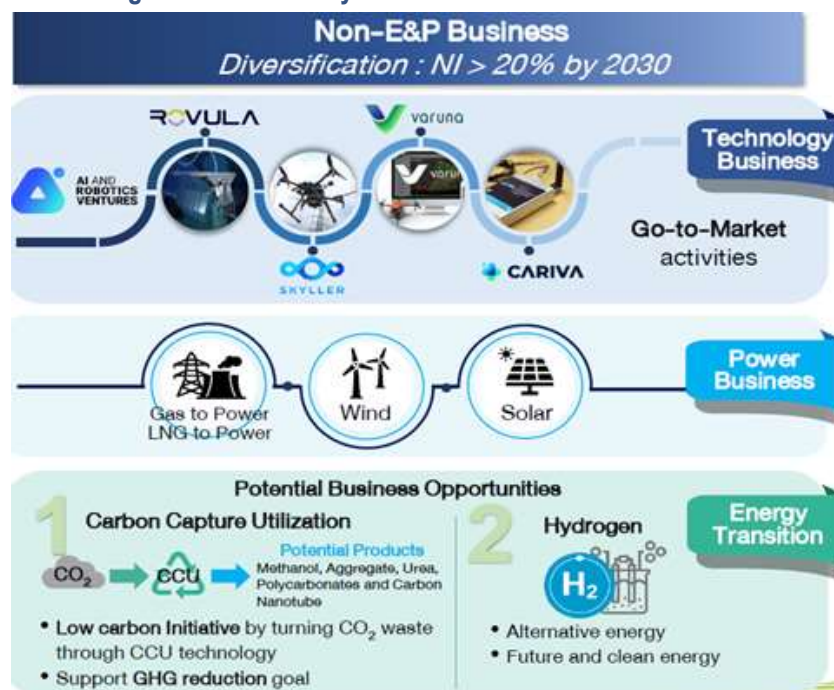 Non-E&P Business
Diversification : NI > 20% by 2030
ROVULA
varuna
Technology
Business
AI AND
ROBOTICS
VENTURES
varu
Go-to-Market
activities
SKYLLER
CARIVA
Power
Business
Gas to Power
LNG to Power
Wind
Solar
Potential Business Opportunities
Energy
Transition
1
Carbon Capture Utilization
CO2
CCU
Potential Products
Methanol, Aggregate, Urea,
Polycarbonates and Carbon
Nanotube
• Low carbon Initiative by turning CO2 waste
through CCU technology
• Support GHG reduction goal
2
Hydrogen
H2
• Alternative energy
• Future and clean energy